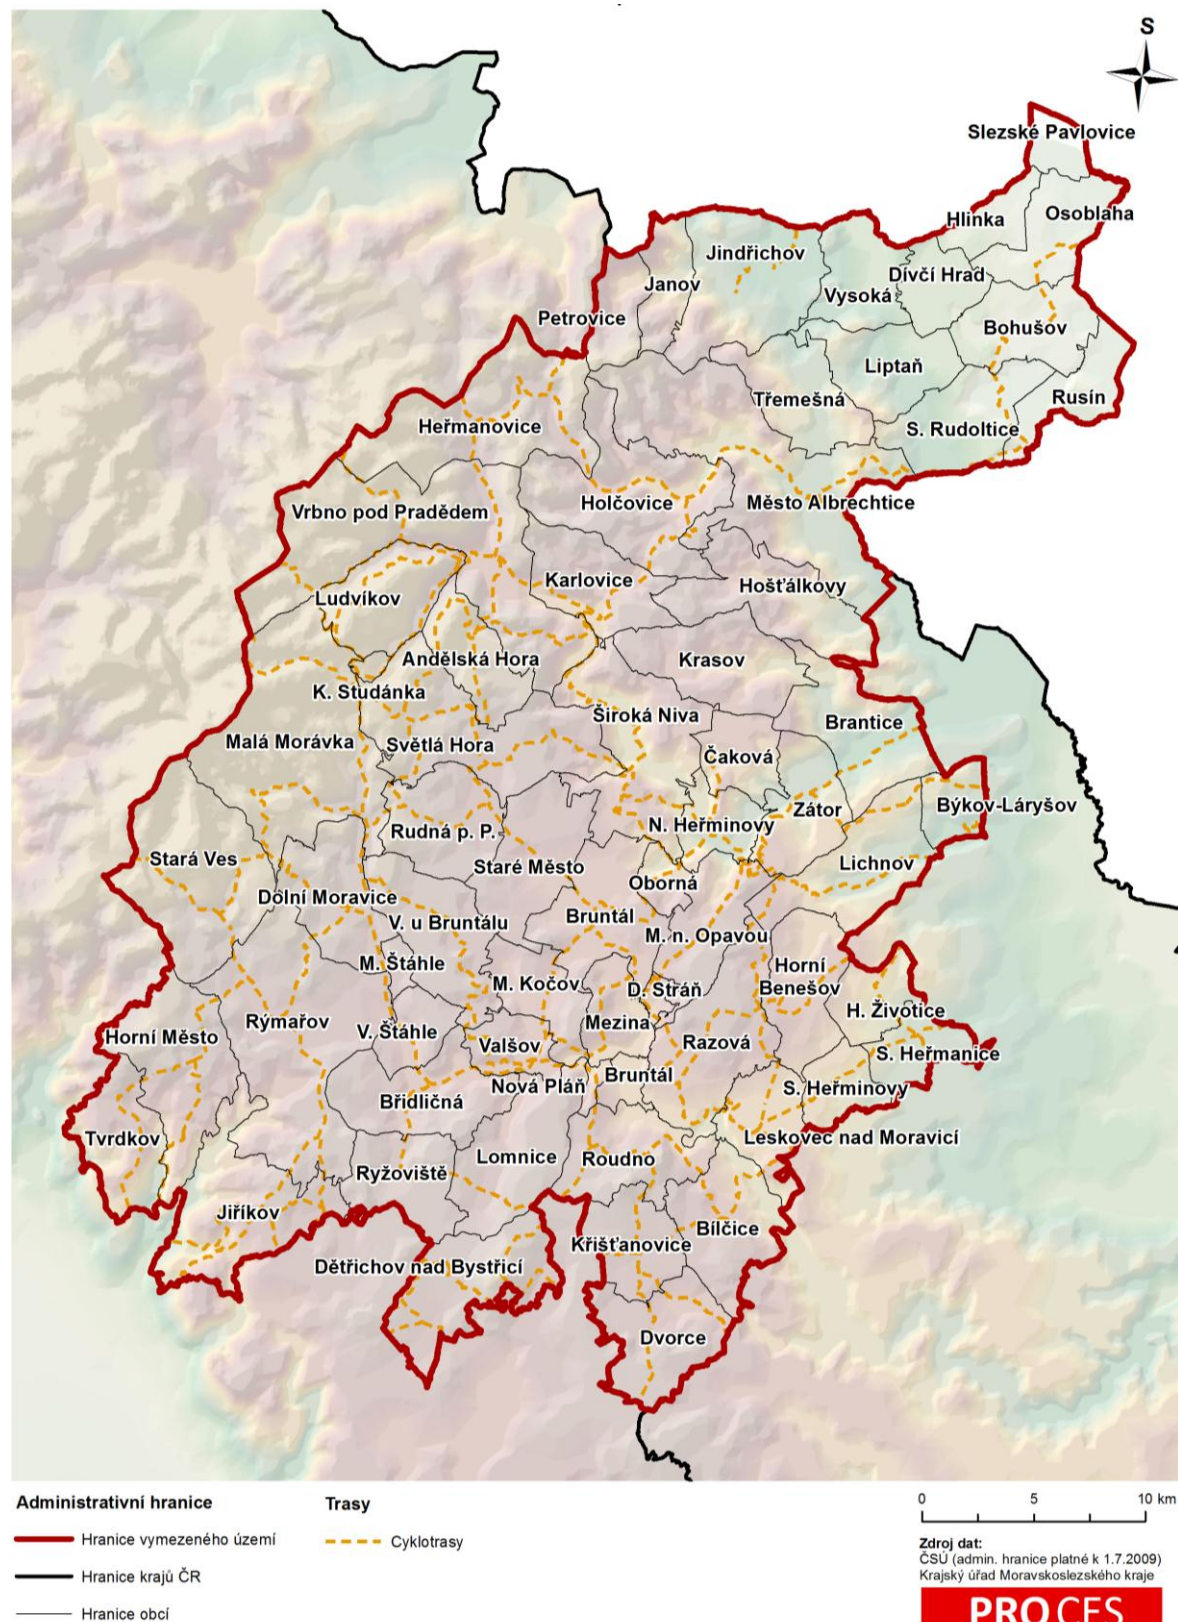 S
Slezské Pavlovice
Hlinka
Osoblaha
Jindřichov
Dívčí Hrad
Janov
Vysoká
Petrovice
Bohušov
Liptaň
Třemešná
Rusín
Heřmanovice
S. Rudoltice
Holčovice
Město Albrechtice
Vrbno pod Pradědem
Karlovice
Hošťálkovy
Ludvíkov
Andělská Hora
Krasov
K. Studánka
Široká Niva
Brantice
Malá Morávka
Světlá Hora
Čaková
Býkov-Láryšov
Zátor
N. Heřminovy
Rudná p. P.
Stará Ves
Staré Město
Lichnov
Oborná
Dolní Moravice
V. u Bruntálu
Bruntál
M. n. Opavou
M. Štáhle
Horní
Benešov
M. Kočov
D. Stráň
H. Životice
Rýmařov
Mezina
V. Štáhle
Horní Město
Valšov
Razová
S. Heřmanice
Bruntál
Nová Pláň
S. Heřminovy
Břidličná
Tvrdkov
Leskovec nad Moravicí
Lomnice
Roudno
Ryžoviště
Jiříkov
Bílčice
Křišťanovice
Dětřichov nad Bystřicí
Dvorce
Administrativní hranice
Hranice vymezeného území
Hranice krajů ČR
Hranice obcí
Trasy
Cyklotrasy
0 5 10 km
Zdroj dat:
ČSÚ (admin. hranice platné k 1.7.2009)
Krajský úřad Moravskoslezského kraje
PROCES